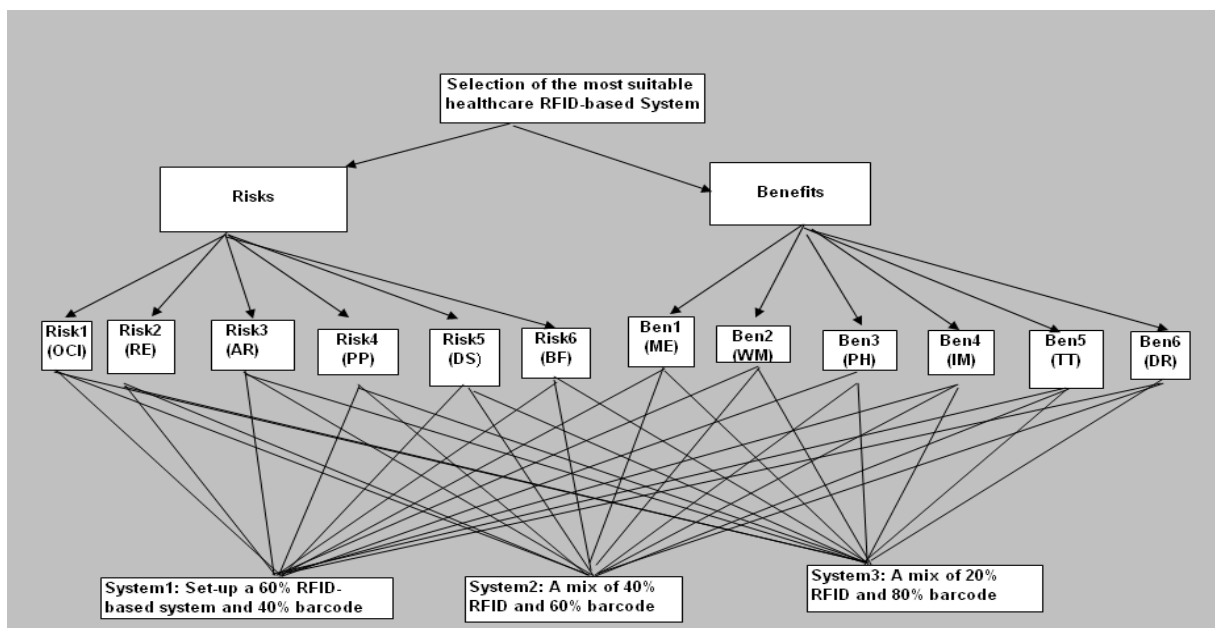 Selection of the most suitable
healthcare RFID-based System
Risks
Benefits
Risk1
(OCI)
Risk2
(RE)
Risk3
(AR)
Risk4
(PP)
Risk5
(DS)
Risk6
(BF)
Ben1
(ME)
Ben2
(WM)
Ben3
(PH)
Ben4
(IM)
Ben5
(TT)
Ben6
(DR)
System1: Set-up a 60% RFID-
based system and 40% barcode
System2: A mix of 40%
RFID and 60% barcode
System3: A mix of 20%
RFID and 80% barcode